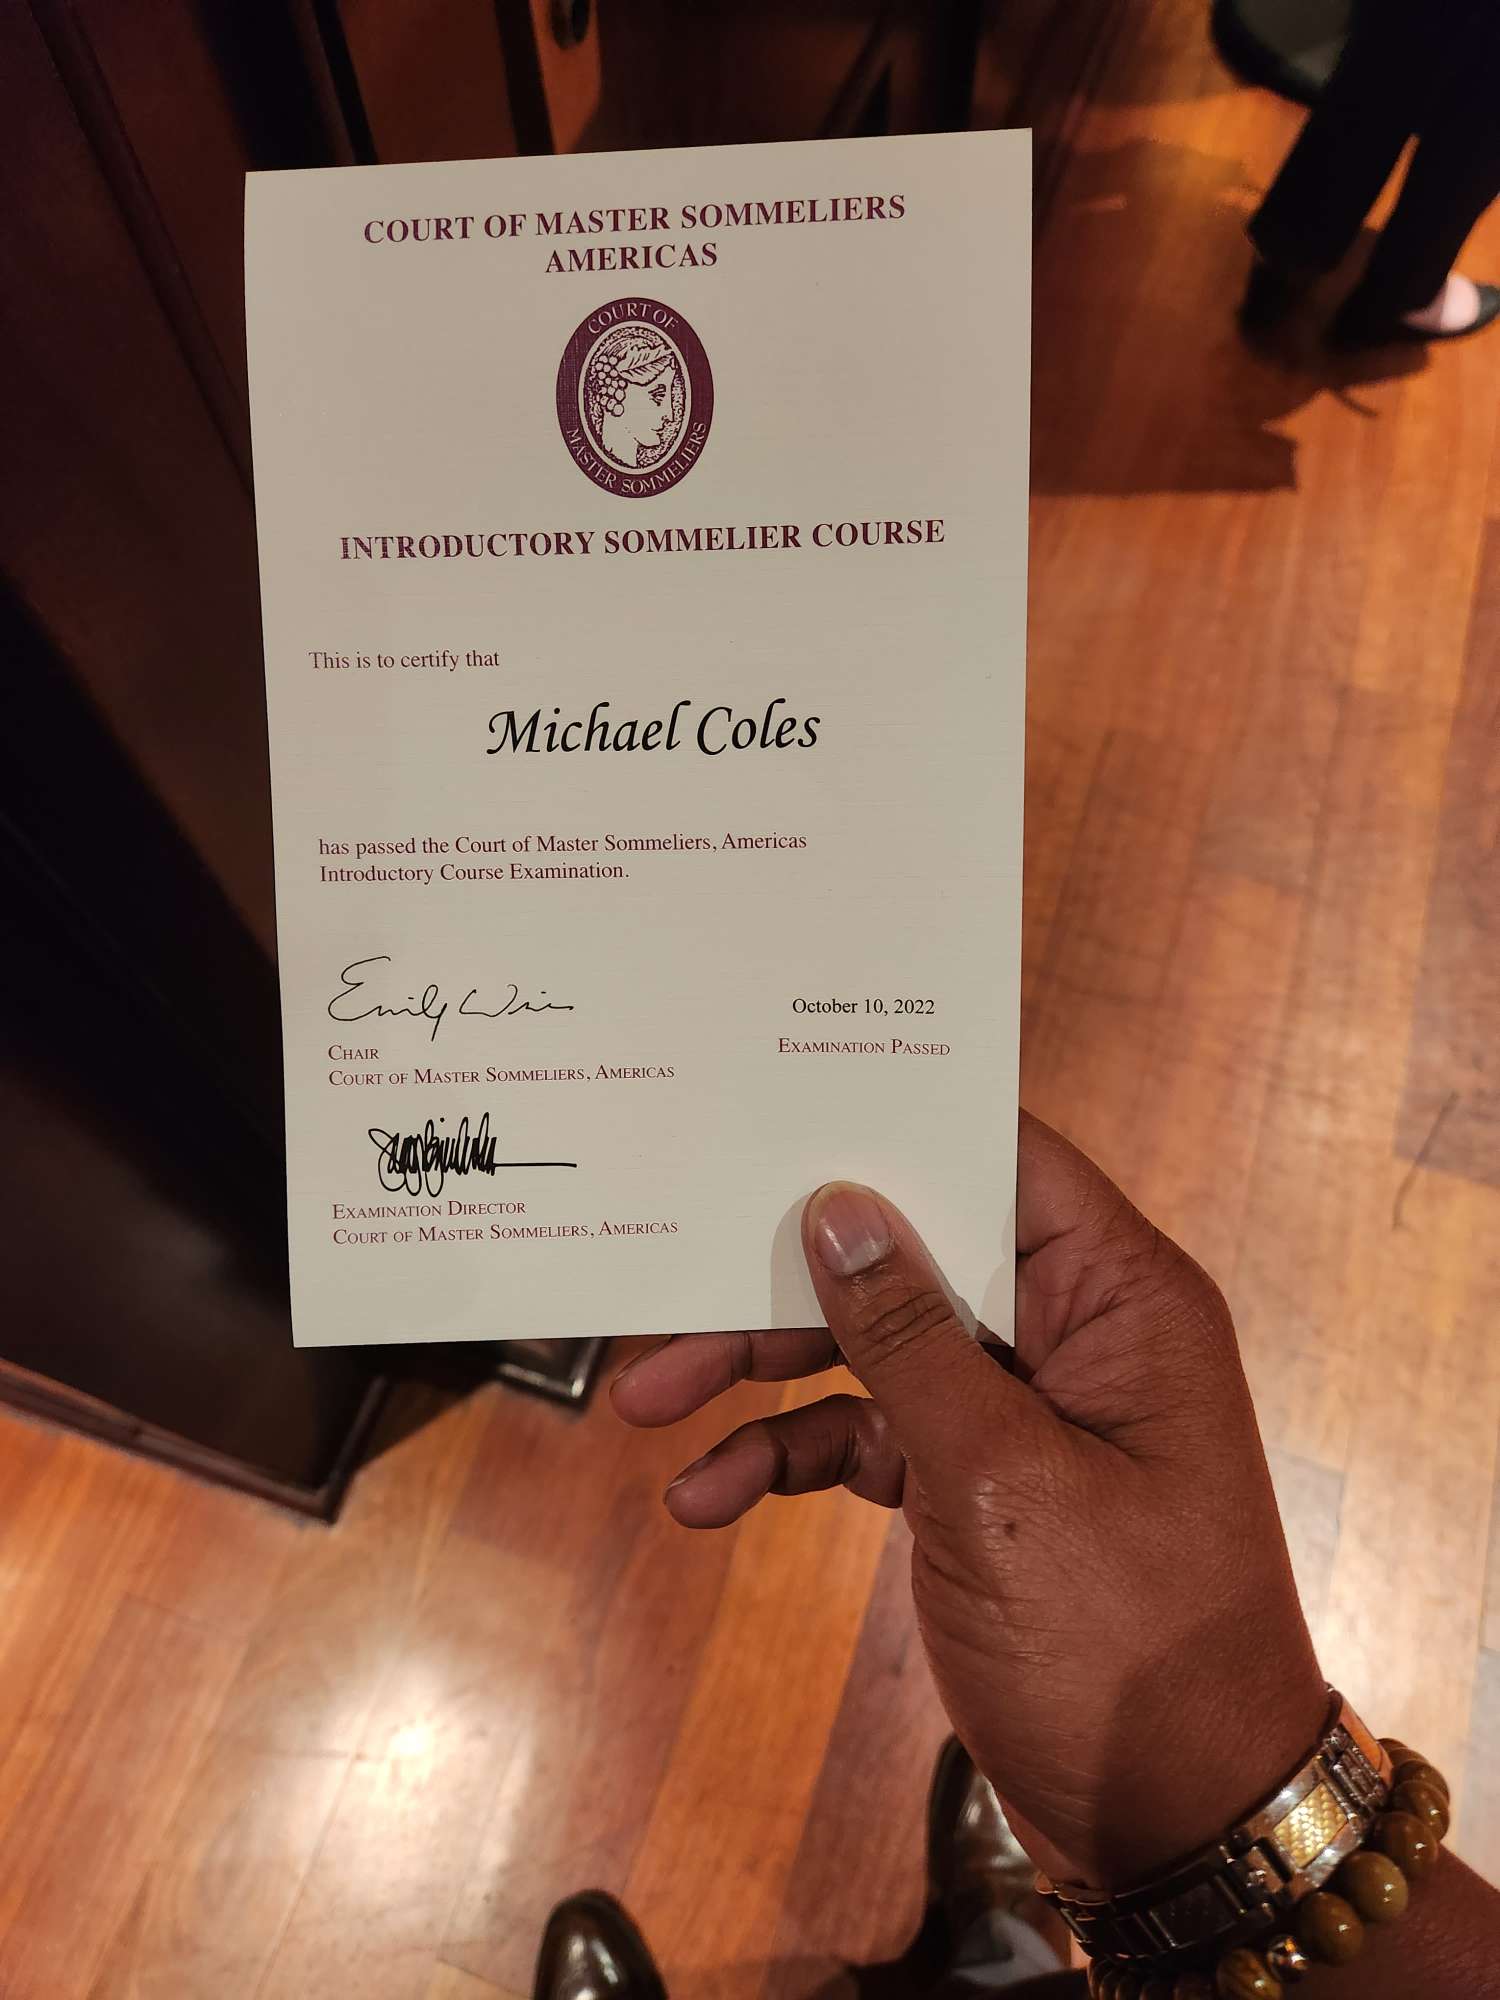 COURT OF MASTER SOMMELIERS
AMERICAS
COURT OF
MASTER SOMMELIERS
INTRODUCTORY SOMMELIER COURSE
This is to certify that
Michael Coles
has passed the Court of Master Sommeliers, Americas
Introductory Course Examination.
Emily Wines
October 10, 2022
CHAIR
EXAMINATION PASSED
COURT OF MASTER SOMMELIERS, AMERICAS
EXAMINATION DIRECTOR
COURT OF MASTER SOMMELIERS, AMERICAS